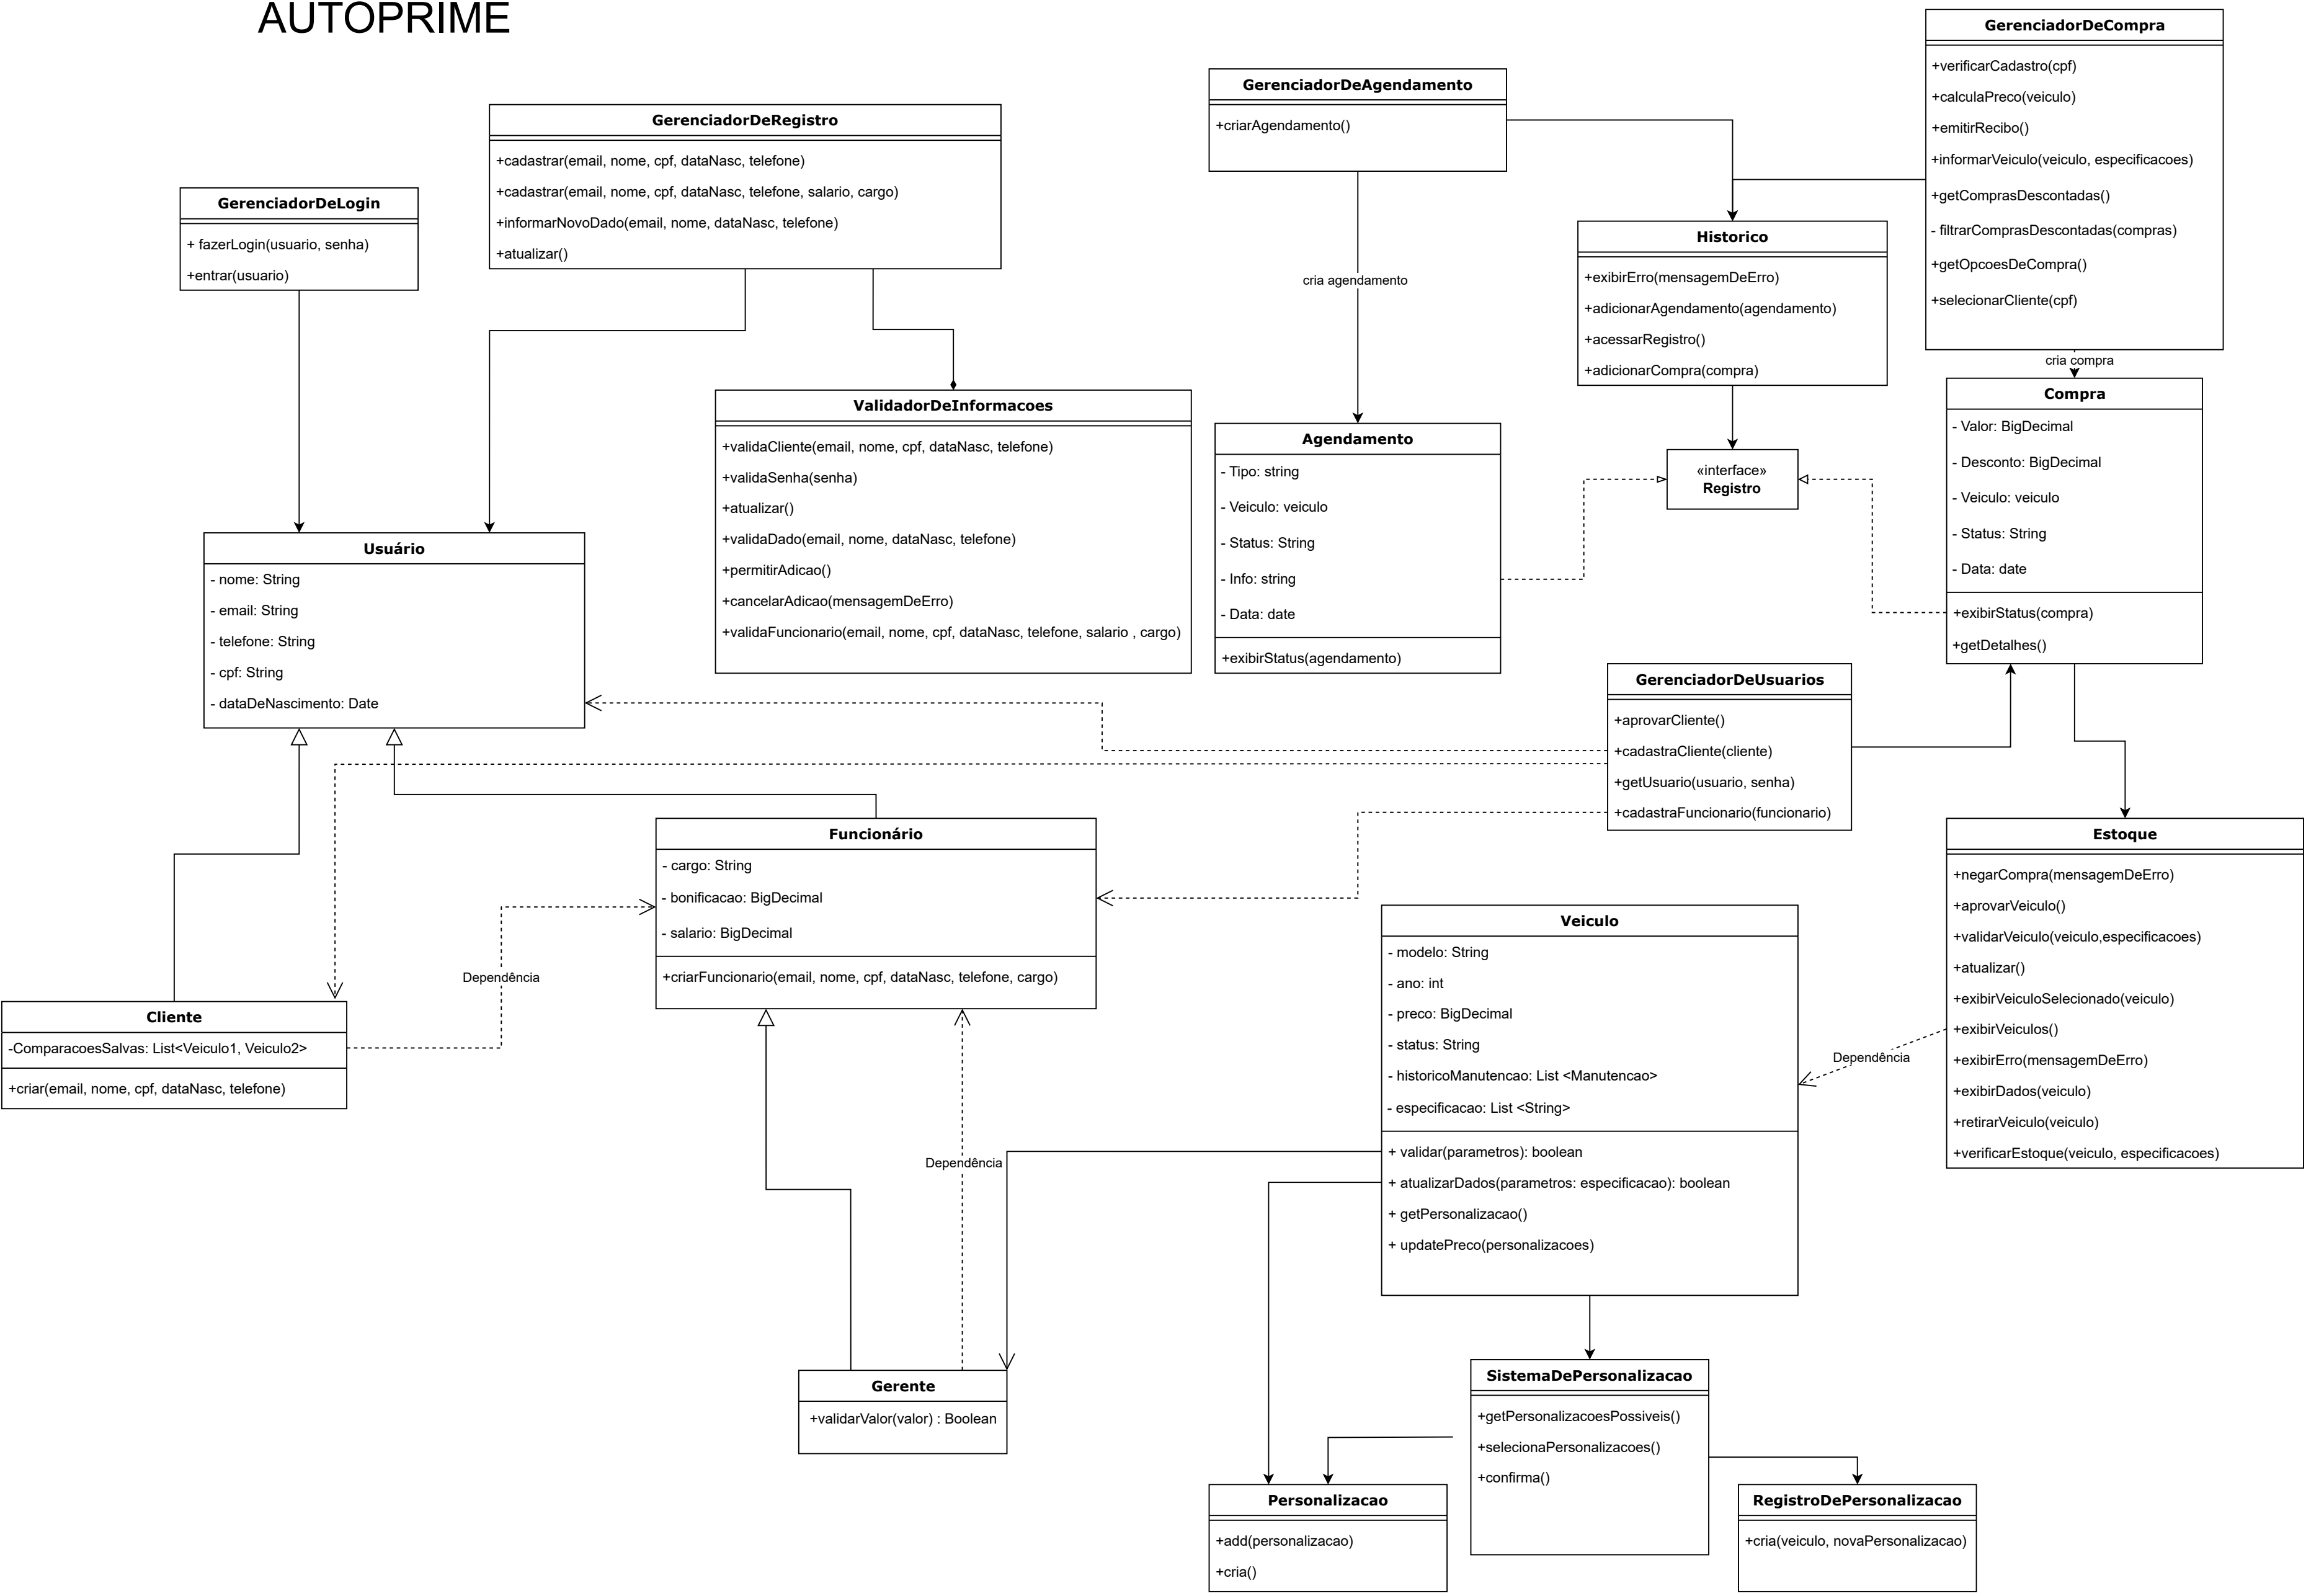 AUTOPRIME
GerenciadorDeLogin
+ fazerLogin(usuario, senha)
+entrar(usuario)
GerenciadorDeRegistro
+cadastrar(email, nome, cpf, dataNasc, telefone)
+cadastrar(email, nome, cpf, dataNasc, telefone, salario, cargo)
+informarNovoDado(email, nome, dataNasc, telefone)
+atualizar()
GerenciadorDeAgendamento
+criarAgendamento()
GerenciadorDeCompra
+verificarCadastro(cpf)
+calculaPreco(veiculo)
+emitirRecibo()
+informarVeiculo(veiculo, especificacoes)
+getComprasDescontadas()
- filtrarComprasDescontadas(compras)
+getOpcoesDeCompra()
+selecionarCliente(cpf)
cria agendamento
Historico
+exibirErro(mensagemDeErro)
+adicionarAgendamento(agendamento)
+acessarRegistro()
+adicionarCompra(compra)
cria compra
ValidadorDeInformacoes
+validaCliente(email, nome, cpf, dataNasc, telefone)
+validaSenha(senha)
+atualizar()
+validaDado(email, nome, dataNasc, telefone)
+permitirAdicao()
+cancelarAdicao(mensagemDeErro)
+validaFuncionario(email, nome, cpf, dataNasc, telefone, salario , cargo)
Agendamento
- Tipo: string
- Veiculo: veiculo
- Status: String
- Info: string
- Data: date
+exibirStatus(agendamento)
«interface»
Registro
Compra
- Valor: BigDecimal
- Desconto: BigDecimal
- Veiculo: veiculo
- Status: String
- Data: date
+exibirStatus(compra)
+getDetalhes()
Usuário
- nome: String
- email: String
- telefone: String
- cpf: String
- dataDeNascimento: Date
GerenciadorDeUsuarios
+aprovarCliente()
+cadastraCliente(cliente)
+getUsuario(usuario, senha)
+cadastraFuncionario(funcionario)
Funcionário
- cargo: String
- bonificacao: BigDecimal
- salario: BigDecimal
+criarFuncionario(email, nome, cpf, dataNasc, telefone, cargo)
Estoque
+negarCompra(mensagemDeErro)
+aprovarVeiculo()
+validarVeiculo(veiculo,especificacoes)
+atualizar()
+exibirVeiculoSelecionado(veiculo)
+exibirVeiculos()
+exibirErro(mensagemDeErro)
+exibirDados(veiculo)
+retirarVeiculo(veiculo)
+verificarEstoque(veiculo, especificacoes)
Veiculo
- modelo: String
- ano: int
- preco: BigDecimal
- status: String
- historicoManutencao: List <Manutencao>
- especificacao: List <String>
+ validar(parametros): boolean
+ atualizarDados(parametros: especificacao): boolean
+ getPersonalizacao()
+ updatePreco(personalizacoes)
Dependência
Dependência
Cliente
-ComparacoesSalvas: List<Veiculo1, Veiculo2>
+criar(email, nome, cpf, dataNasc, telefone)
Dependência
Gerente
+validarValor(valor) : Boolean
SistemaDePersonalizacao
+getPersonalizacoesPossiveis()
+selecionaPersonalizacoes()
+confirma()
Personalizacao
+add(personalizacao)
+cria()
RegistroDePersonalizacao
+cria(veiculo, novaPersonalizacao)